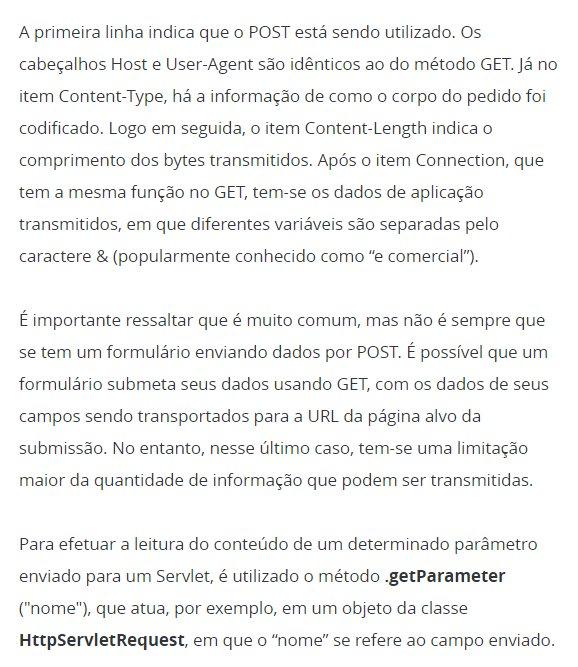 A primeira linha indica que o POST está sendo utilizado. Os
cabeçalhos Host e User-Agent são idênticos ao do método GET. Já no
item Content-Type, há a informação de como o corpo do pedido foi
codificado. Logo em seguida, o item Content-Length indica o
comprimento dos bytes transmitidos. Após o item Connection, que
tem a mesma função no GET, tem-se os dados de aplicação
transmitidos, em que diferentes variáveis são separadas pelo
caractere & (popularmente conhecido como “e comercial”).
É importante ressaltar que é muito comum, mas não é sempre que
se tem um formulário enviando dados por POST. É possível que um
formulário submeta seus dados usando GET, com os dados de seus
campos sendo transportados para a URL da página alvo da
submissão. No entanto, nesse último caso, tem-se uma limitação
maior da quantidade de informação que podem ser transmitidas.
Para efetuar a leitura do conteúdo de um determinado parâmetro
enviado para um Servlet, é utilizado o método .getParameter
("nome"), que atua, por exemplo, em um objeto da classe
HttpServletRequest, em que o “nome” se refere ao campo enviado.